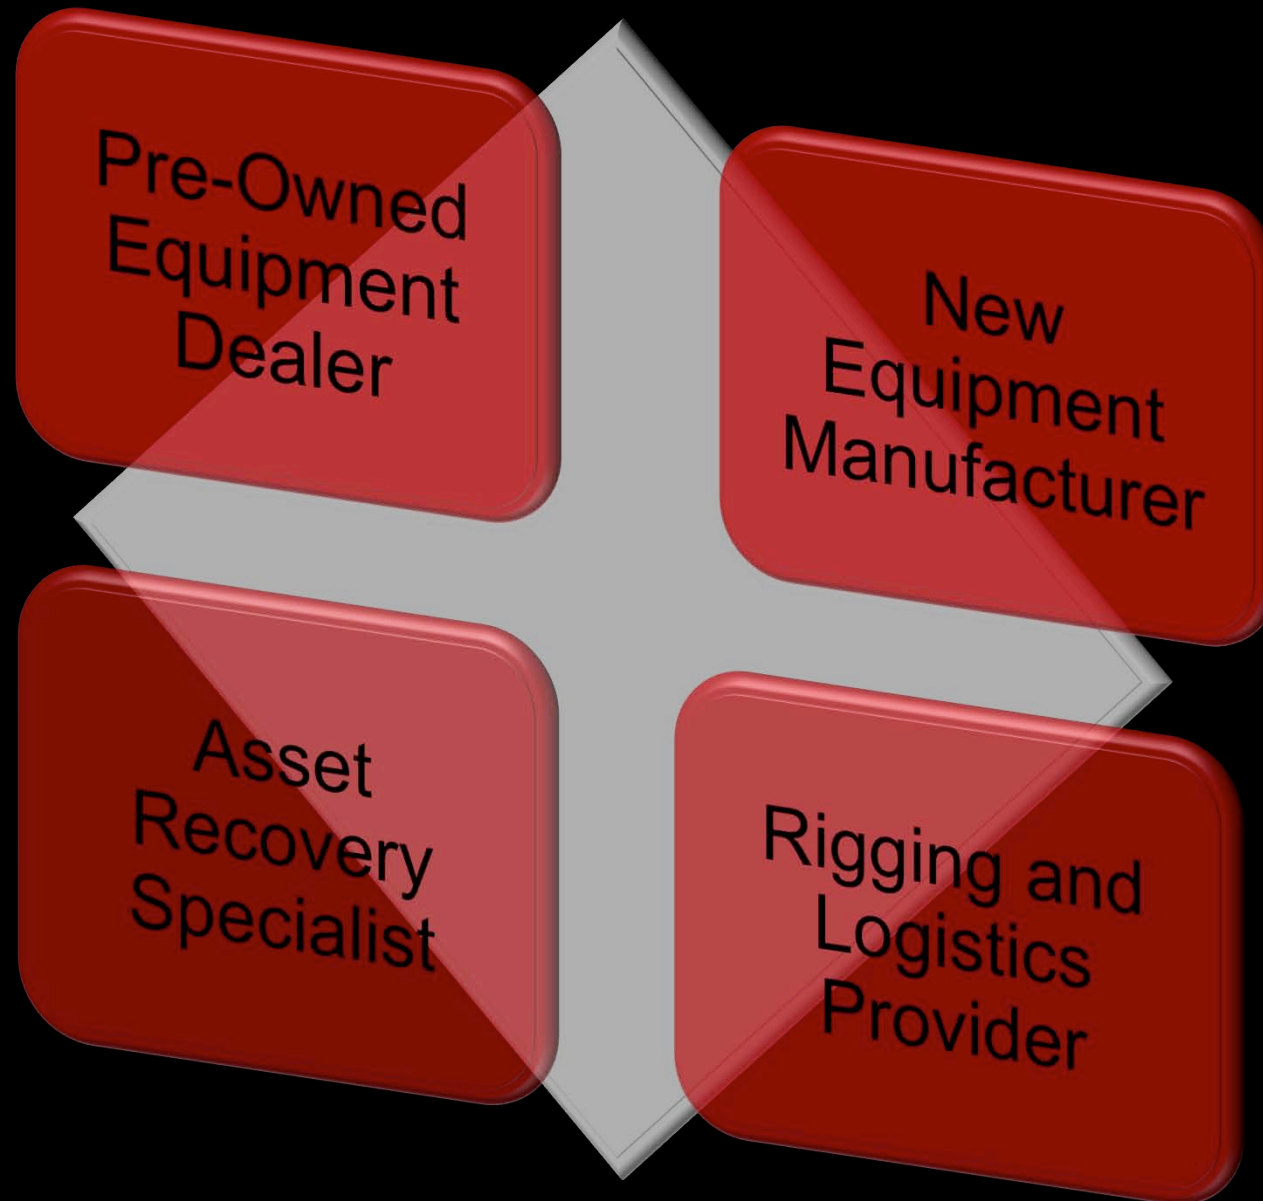 Pre-Owned
Equipment
Dealer
New
Equipment
Manufacturer
Asset
Recovery
Specialist
Rigging and
Logistics
Provider